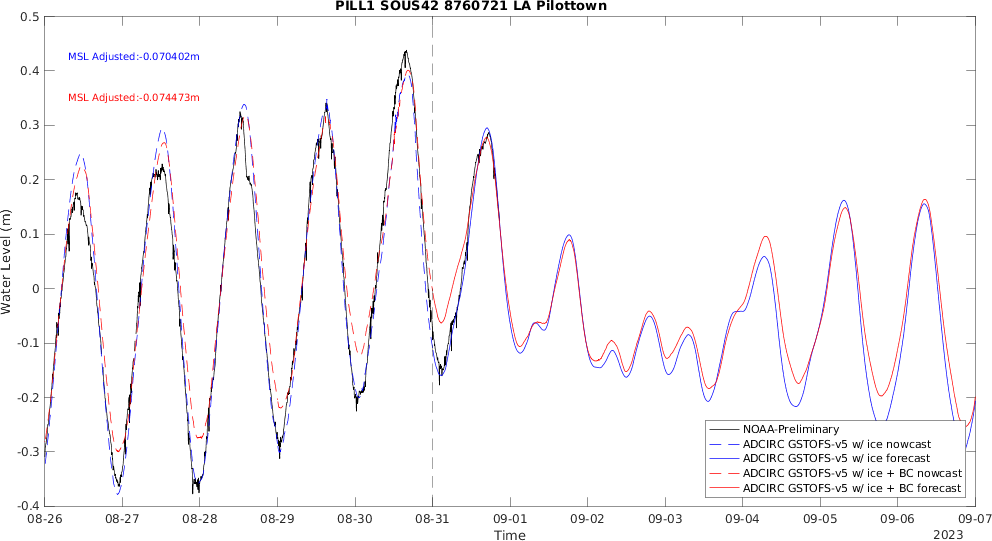 PILL1 SOUS42 8760721 LA Pilottown
MSL Adjusted:-0.070402m
MSL Adjusted:-0.074473m
Water Level (m)
0.5
0.4
0.3
0.2
0.1
0
-0.1
-0.2
-0.3
-0.4
NOAA-Preliminary
ADCIRC GSTOFS-v5 w/ ice nowcast
ADCIRC GSTOFS-v5 w/ ice forecast
ADCIRC GSTOFS-v5 w/ ice + BC nowcast
ADCIRC GSTOFS-v5 w/ ice + BC forecast
08-26 08-27 08-28 08-29 08-30 08-31 09-01 09-02 09-03 09-04 09-05 09-06 09-07
Time
2023